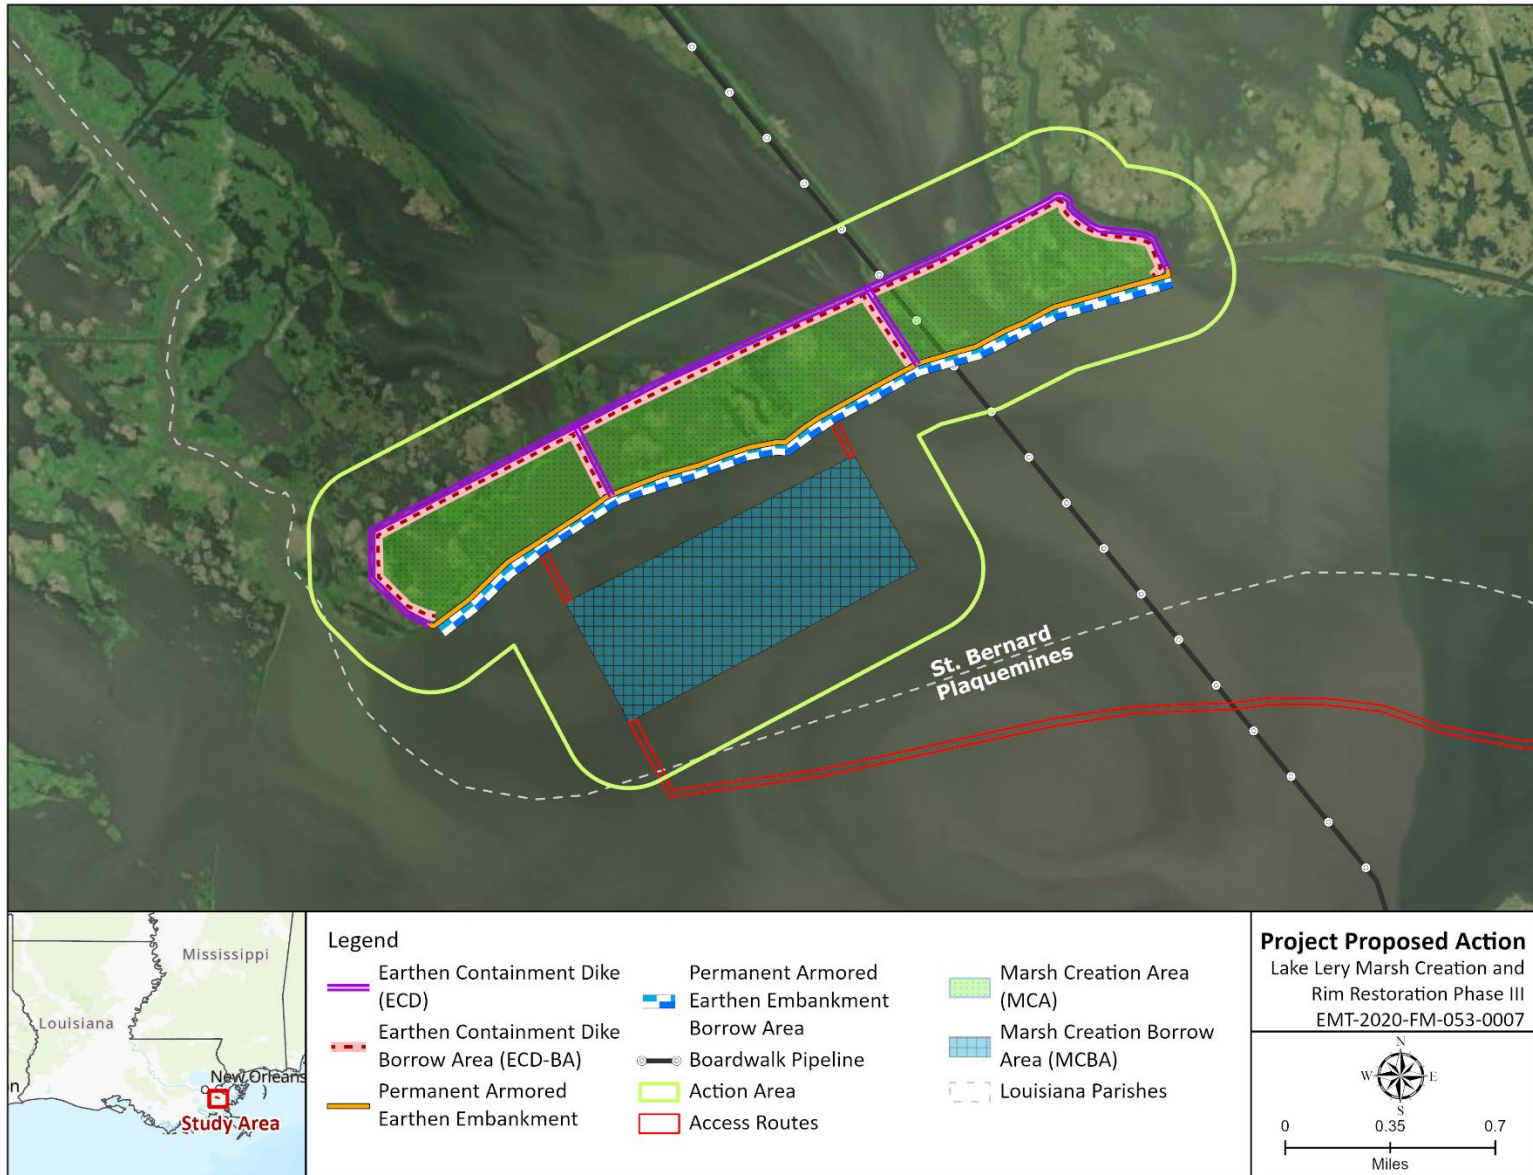 St. Bernard
Plaquemines
Mississippi
Louisiana
New Orleans
Study Area
Legend
Earthen Containment Dike
(ECD)
Earthen Containment Dike
Borrow Area (ECD-BA)
Permanent Armored
Earthen Embankment
Permanent Armored
Earthen Embankment
Borrow Area
Boardwalk Pipeline
Action Area
Access Routes
Marsh Creation Area
(MCA)
Marsh Creation Borrow
Area (MCBA)
Louisiana Parishes
Project Proposed Action
Lake Lery Marsh Creation and
Rim Restoration Phase III
EMT-2020-FM-053-0007
N
W E
S
0 0.35 0.7
Miles